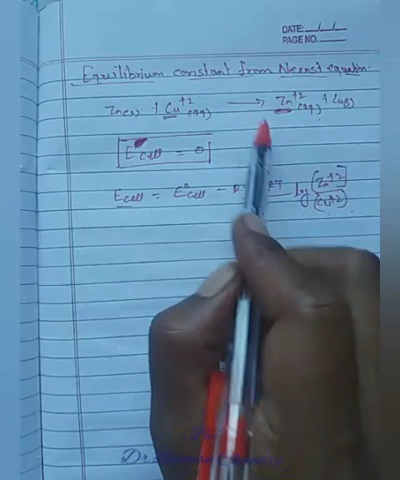 DATE: / /
PAGE NO.
Equilibrium constant from Nernst equation.
Zn(s) + Cu+2(aq) → Zn+2(aq) + Cu(s)
Ecell = 0
Ecell = E°cell - RT log [Zn+2]/[Cu+2]